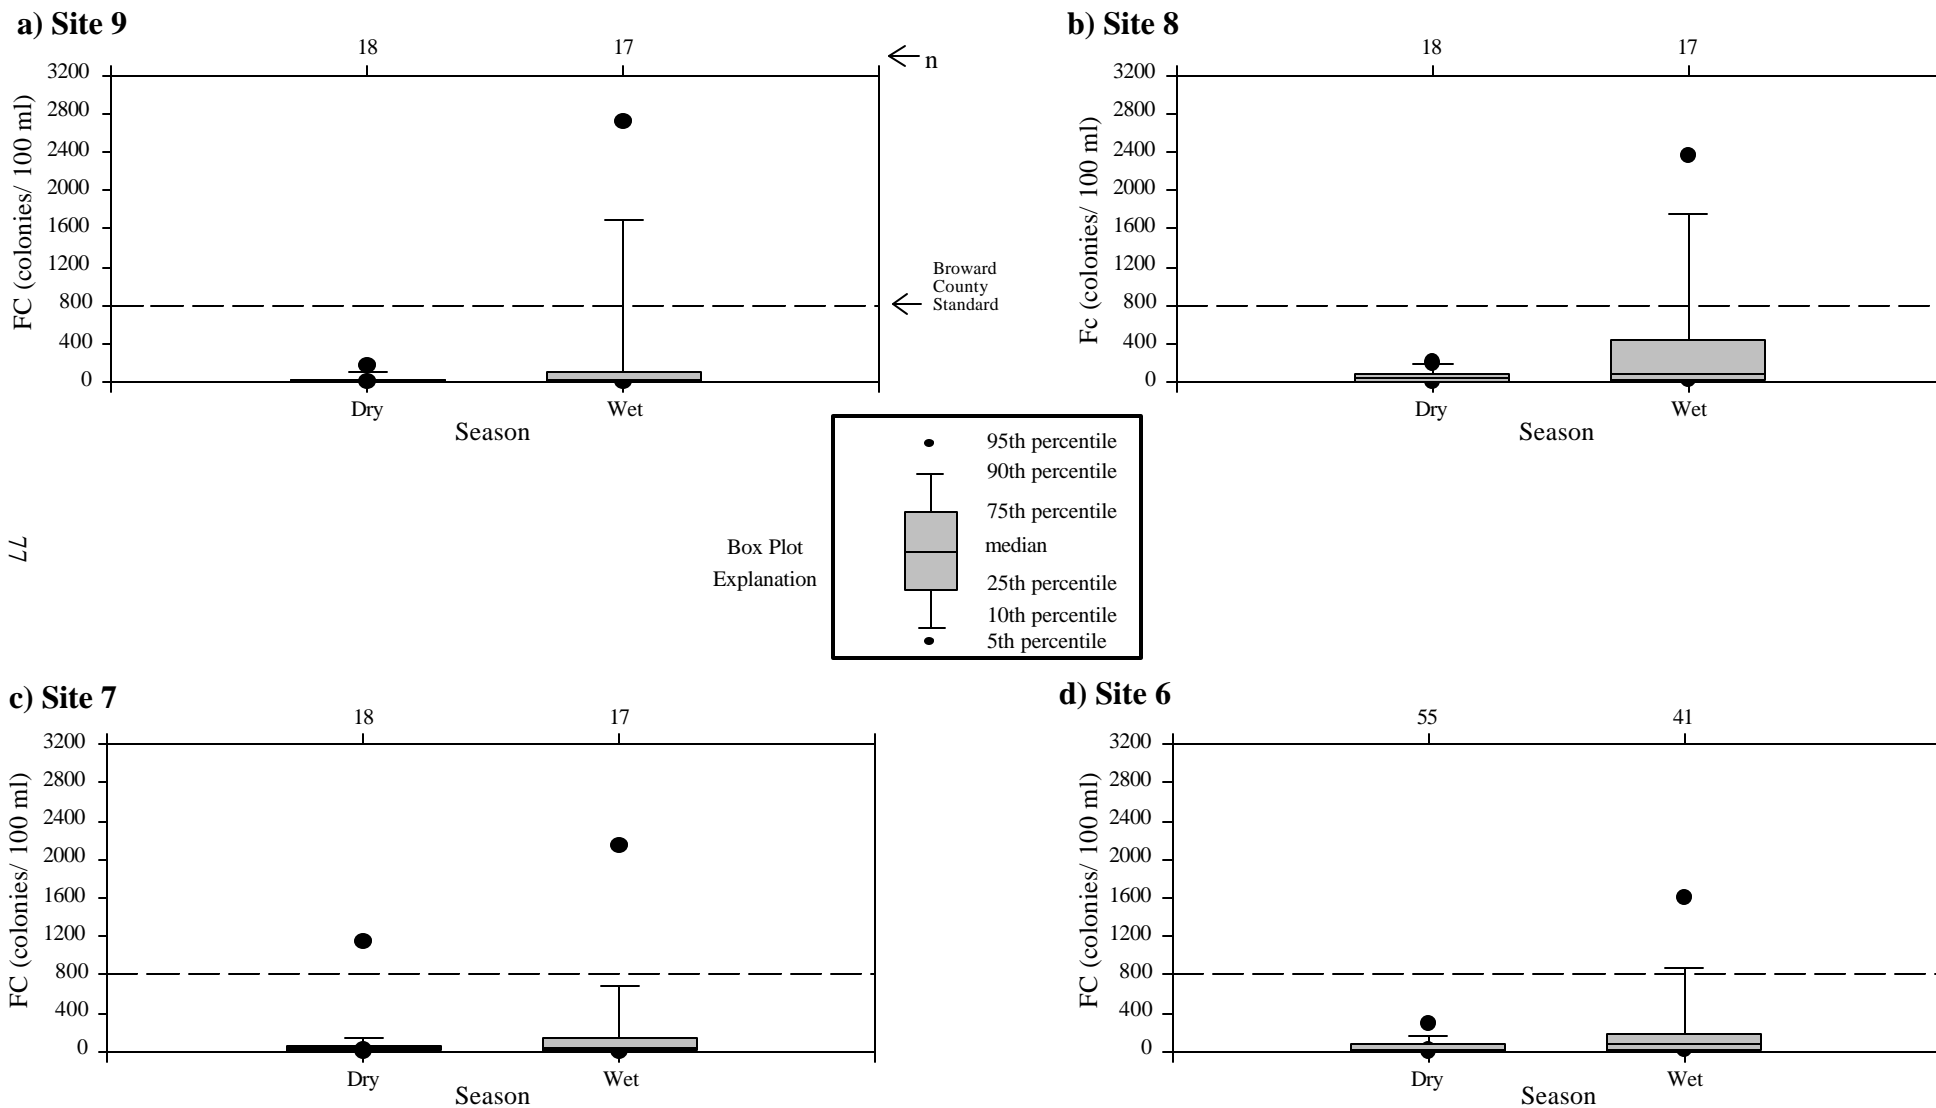 a) Site 9
18 17
n
3200
2800
2400
2000
1600
1200
800
400
0
FC (colonies/ 100 ml)
Dry Wet
Season
Broward
County
Standard
b) Site 8
18 17
3200
2800
2400
2000
1600
1200
800
400
0
Fc (colonies/ 100 ml)
Dry Wet
Season
77
Box Plot
Explanation
95th percentile
90th percentile
75th percentile
median
25th percentile
10th percentile
5th percentile
c) Site 7
18 17
3200
2800
2400
2000
1600
1200
800
400
0
FC (colonies/ 100 ml)
Dry Wet
Season
d) Site 6
55 41
3200
2800
2400
2000
1600
1200
800
400
0
FC (colonies/ 100 ml)
Dry Wet
Season